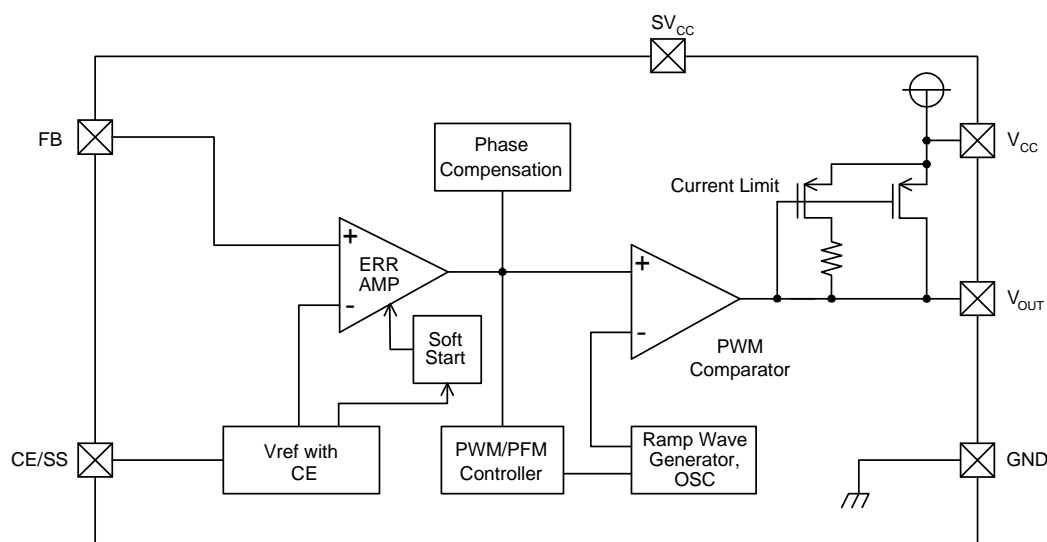 SVCC
FB
VCC
Phase
Compensation
Current Limit
+
ERR
AMP
-
+
-
VOUT
Soft
Start
PWM
Comparator
CE/SS
Vref with
CE
PWM/PFM
Controller
Ramp Wave
Generator,
OSC
GND